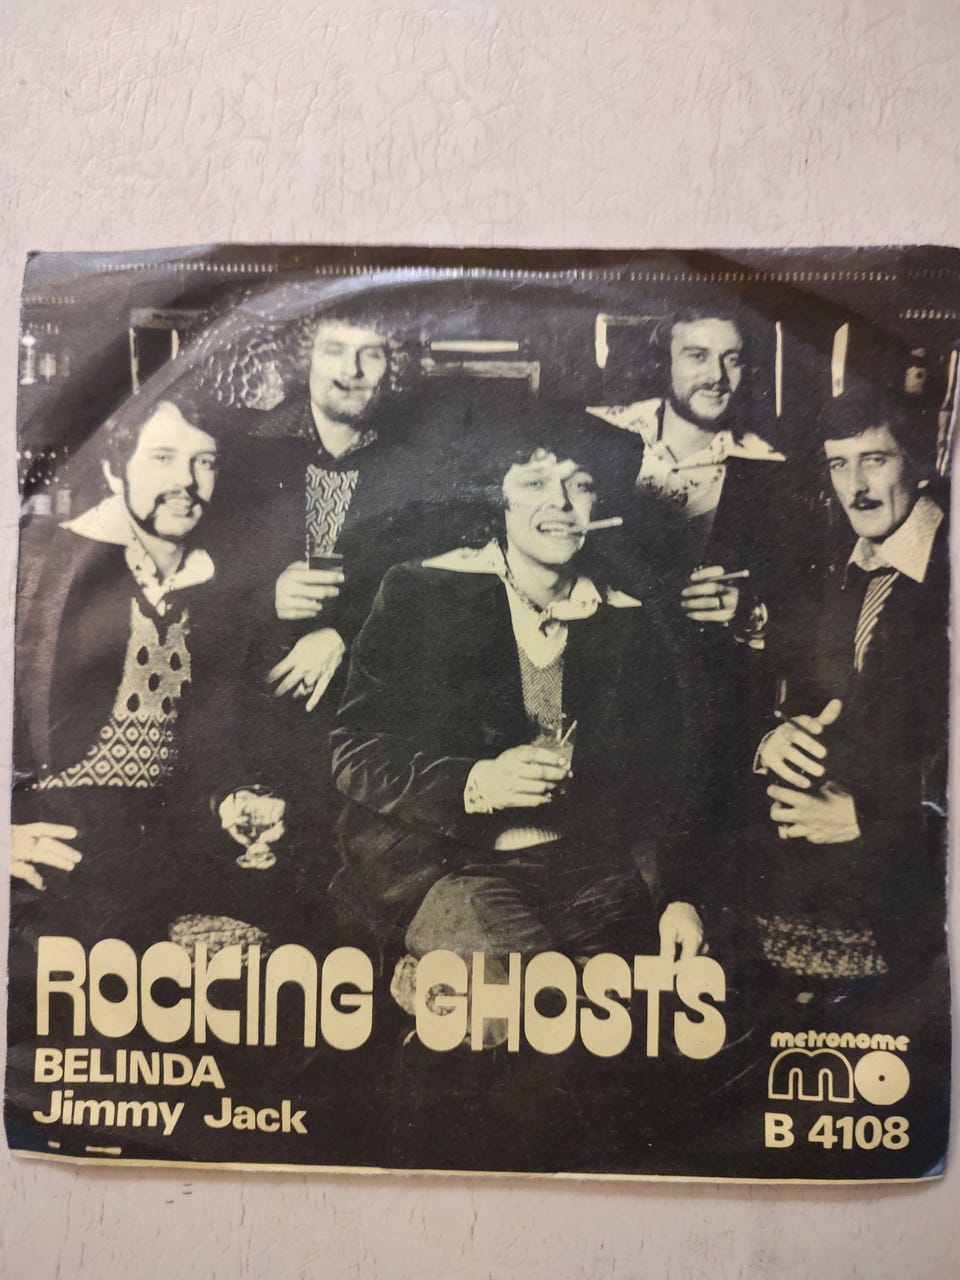 ROCKING GHOSTS
BELINDA
Jimmy Jack
metronome
mo
B 4108